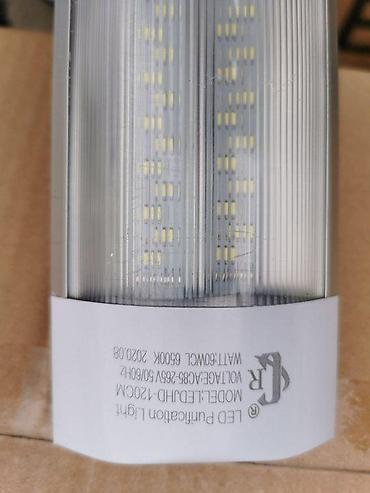 ® LED Purification Light
MODEL:LEDJHD-120CM
VOLTAGE:AC85-265V 50/60Hz
WATT:60WCL 6500K 2020.08
R